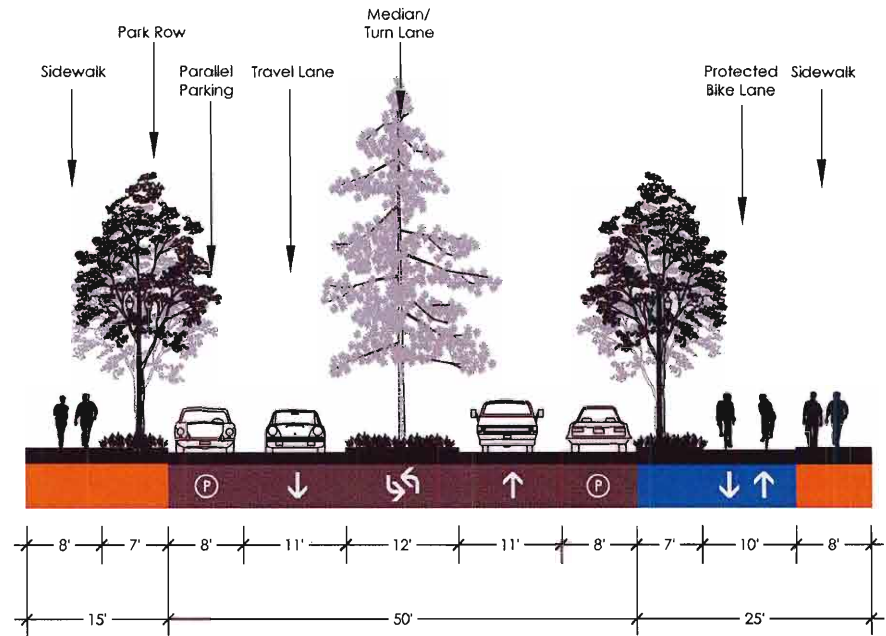 Median/
Turn Lane
Park Row
Sidewalk
Parallel
Parking
Travel Lane
Protected
Bike Lane
Sidewalk
P
P
8'
7'
8'
11'
12'
11'
8'
7'
10'
8'
15'
50'
25'